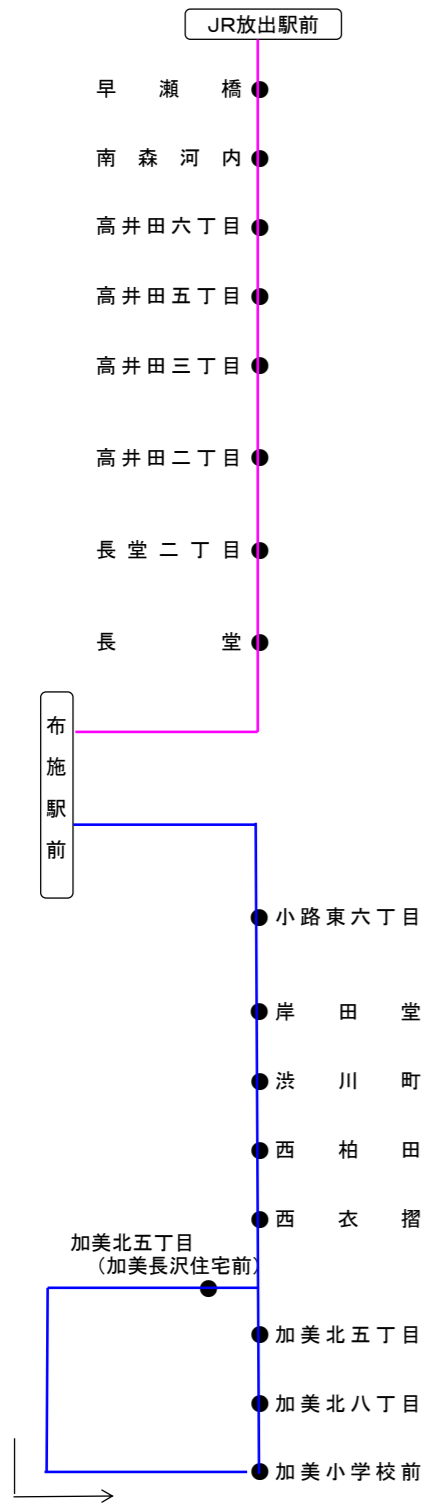 JR放出駅前
早瀬橋
南森河内
高井田六丁目
高井田五丁目
高井田三丁目
高井田二丁目
長堂二丁目
長堂
布施駅前
小路東六丁目
岸田堂
渋川町
西柏田
西衣摺
加美北五丁目
（加美長沢住宅前）
加美北五丁目
加美北八丁目
加美小学校前